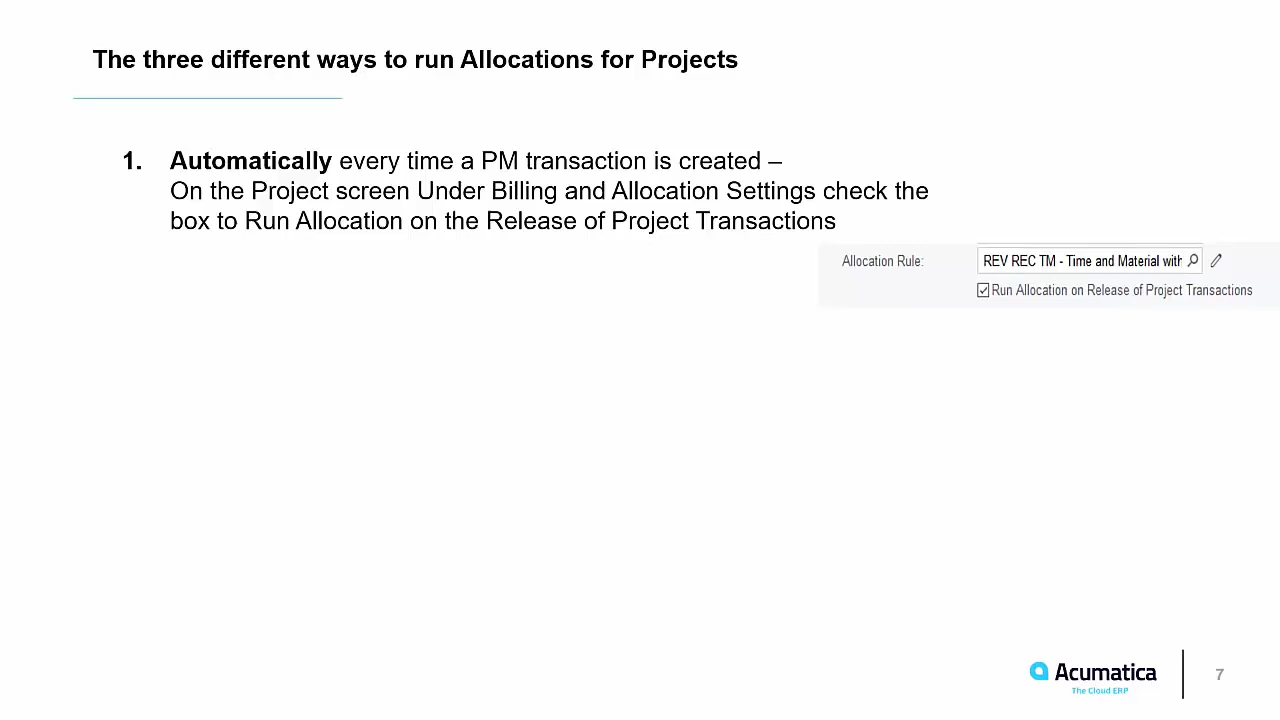 The three different ways to run Allocations for Projects
1. Automatically every time a PM transaction is created –
On the Project screen Under Billing and Allocation Settings check the
box to Run Allocation on the Release of Project Transactions
Allocation Rule: REV REC TM - Time and Material with
Run Allocation on Release of Project Transactions
Acumatica
The Cloud ERP
7